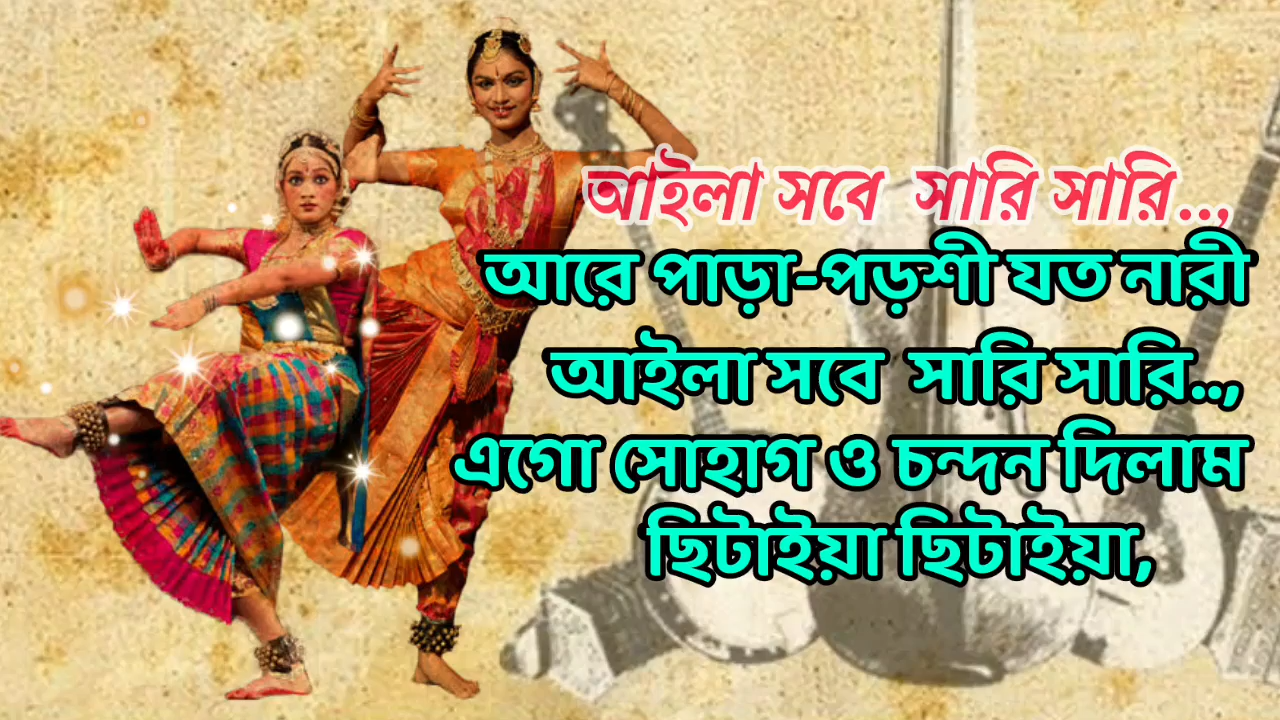 আইলা সবে সারি সারি..,
আরে পাড়া-পড়শী যত নারী
আইলা সবে সারি সারি..,
এগো সোহাগ ও চন্দন দিলাম
ছিটাইয়া ছিটাইয়া,